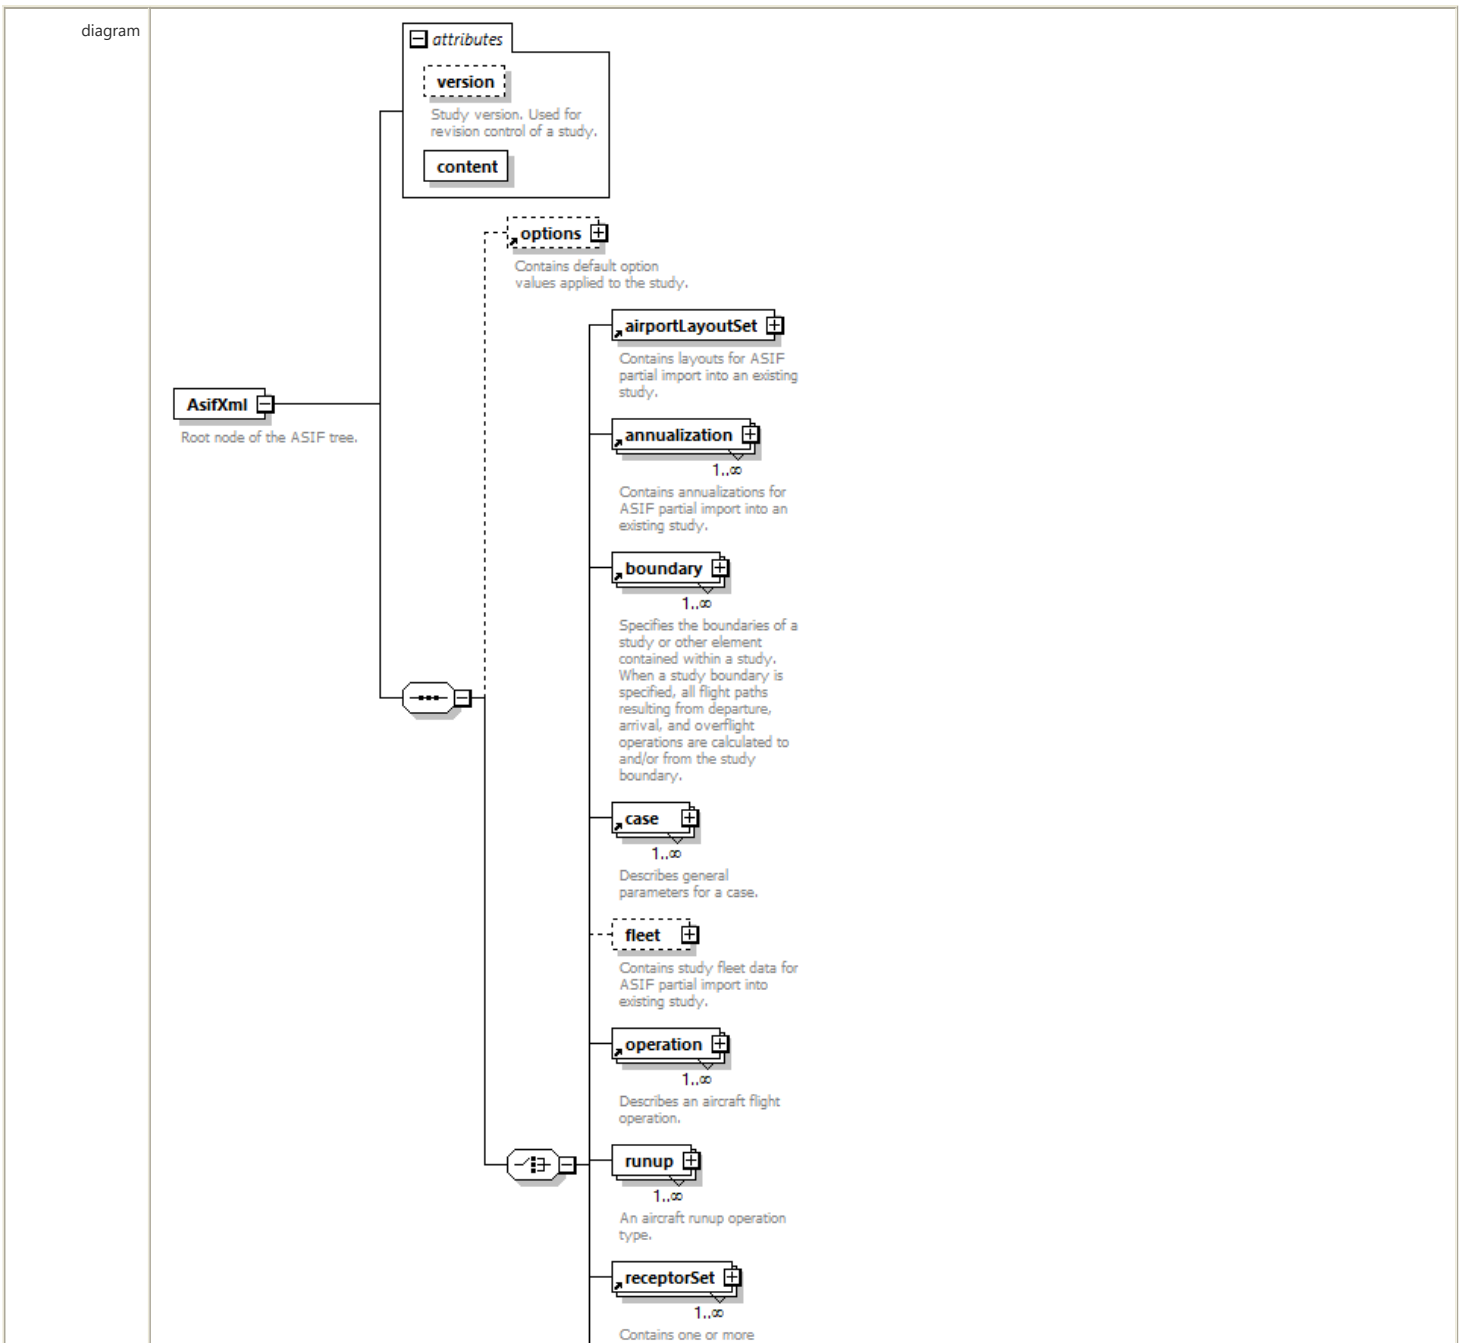 diagram
attributes
version
Study version. Used for
revision control of a study.
content
options
Contains default option
values applied to the study.
airportLayoutSet
Contains layouts for ASIF
partial import into an existing
study.
AsifXml
Root node of the ASIF tree.
annualization
1..∞
Contains annualizations for
ASIF partial import into an
existing study.
boundary
1..∞
Specifies the boundaries of a
study or other element
contained within a study.
When a study boundary is
specified, all flight paths
resulting from departure,
arrival, and overflight
operations are calculated to
and/or from the study
boundary.
case
1..∞
Describes general
parameters for a case.
fleet
Contains study fleet data for
ASIF partial import into
existing study.
operation
1..∞
Describes an aircraft flight
operation.
runup
1..∞
An aircraft runup operation
type.
receptorSet
1..∞
Contains one or more